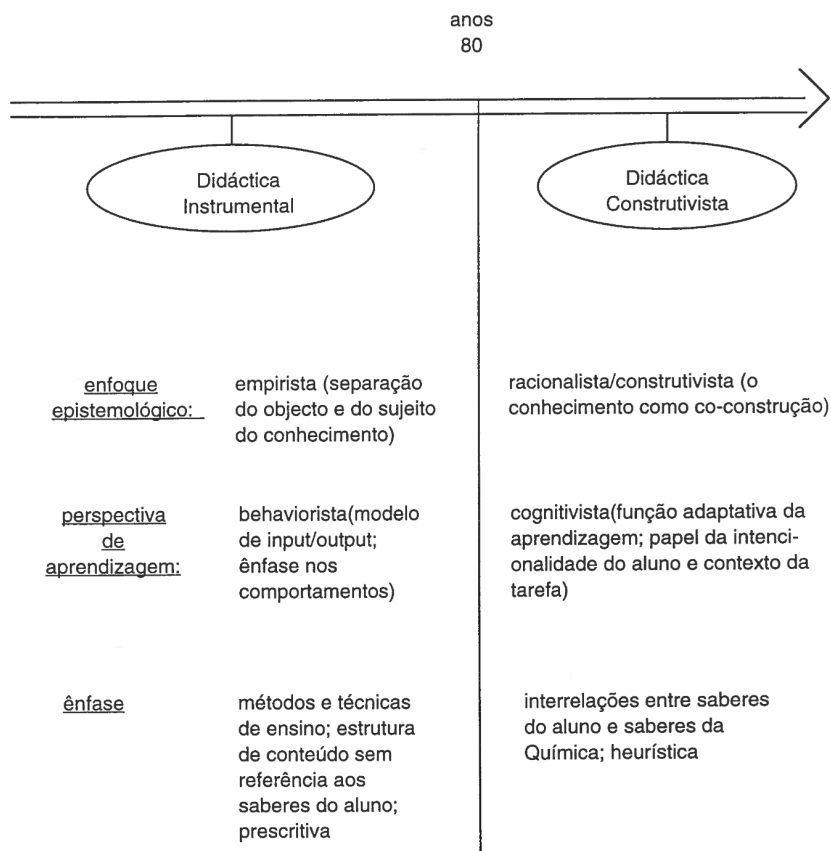 anos
80
Didáctica
Instrumental
Didáctica
Construtivista
enfoque
epistemológico:
empirista (separação
do objecto e do sujeito
do conhecimento)
racionalista/construtivista (o
conhecimento como co-construção)
perspectiva
de
aprendizagem:
behaviorista(modelo
de input/output;
ênfase nos
comportamentos)
cognitivista(função adaptativa da
aprendizagem; papel da intenci-
onalidade do aluno e contexto da
tarefa)
ênfase
métodos e técnicas
de ensino; estrutura
de conteúdo sem
referência aos
saberes do aluno;
prescritiva
interrelações entre saberes
do aluno e saberes da
Química; heurística